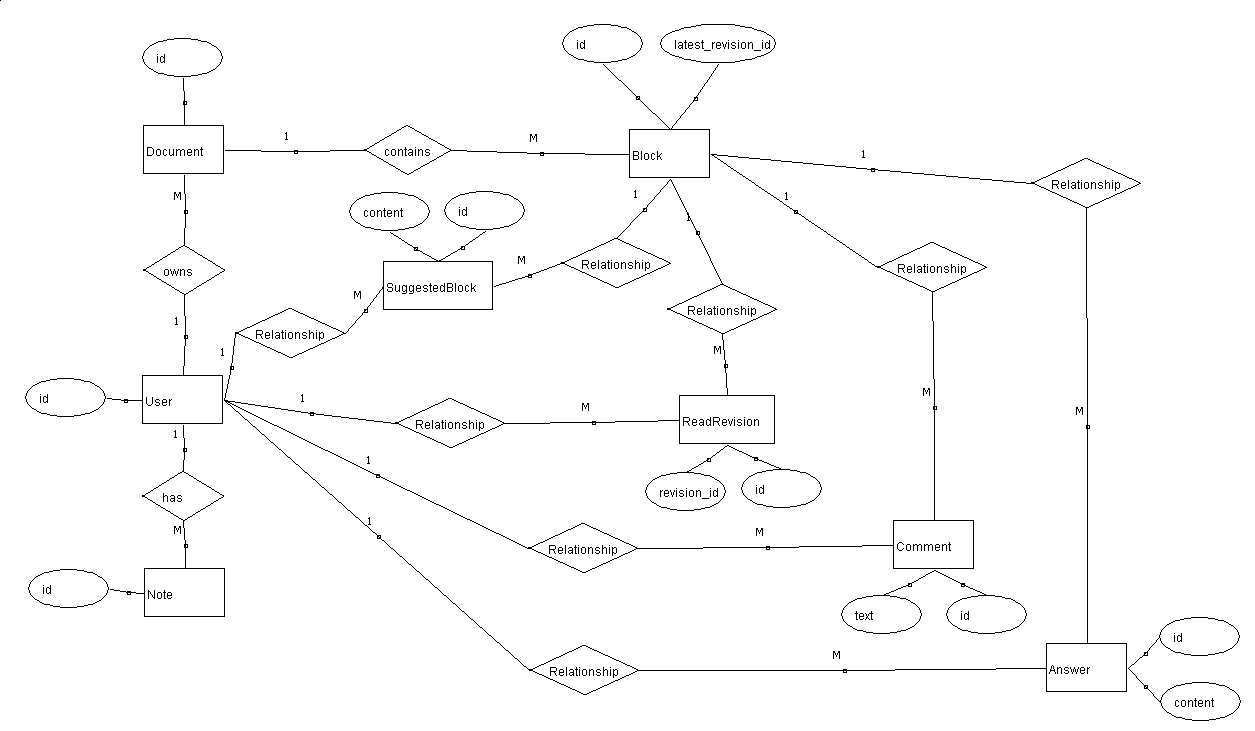 id
latest_revision_id
id
1
M
Document
contains
Block
1
Relationship
M
1
1
1
content
id
M
Relationship
Relationship
owns
SuggestedBlock
M
Relationship
Relationship
1
1
M
id
User
1
M
M
M
Relationship
ReadRevision
1
1
has
revision_id
id
1
M
M
Relationship
Comment
id
Note
text
id
M
id
Relationship
Answer
content